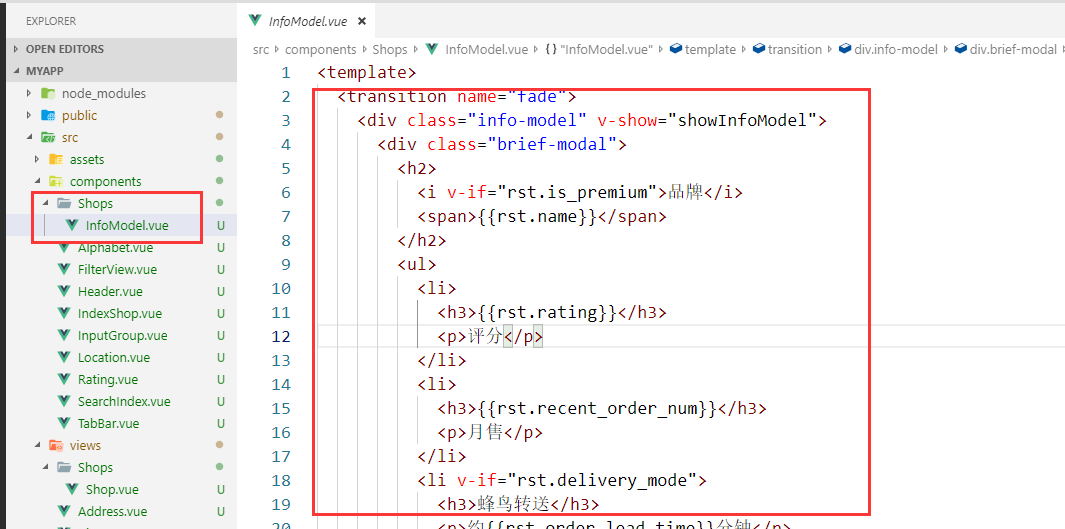 EXPLORER
OPEN EDITORS
MYAPP
node_modules
public
src
assets
components
Shops
InfoModel.vue U
Alphabet.vue U
FilterView.vue U
Header.vue U
IndexShop.vue U
InputGroup.vue U
Location.vue U
Rating.vue U
SearchIndex.vue U
TabBar.vue U
views
Shops
Shop.vue U
Address.vue U
InfoModel.vue ×
src › components › Shops › InfoModel.vue › {} "InfoModel.vue" › template › transition › div.info-model › div.brief-modal
1 <template>
2 <transition name="fade">
3 <div class="info-model" v-show="showInfoModel">
4 <div class="brief-modal">
5 <h2>
6 <i v-if="rst.is_premium">品牌</i>
7 <span>{{rst.name}}</span>
8 </h2>
9 <ul>
10 <li>
11 <h3>{{rst.rating}}</h3>
12 <p>评分</p>
13 </li>
14 <li>
15 <h3>{{rst.recent_order_num}}</h3>
16 <p>月售</p>
17 </li>
18 <li v-if="rst.delivery_mode">
19 <h3>蜂鸟转送</h3>
20 <p>约{{rst.order_lead_time}}分钟</p>